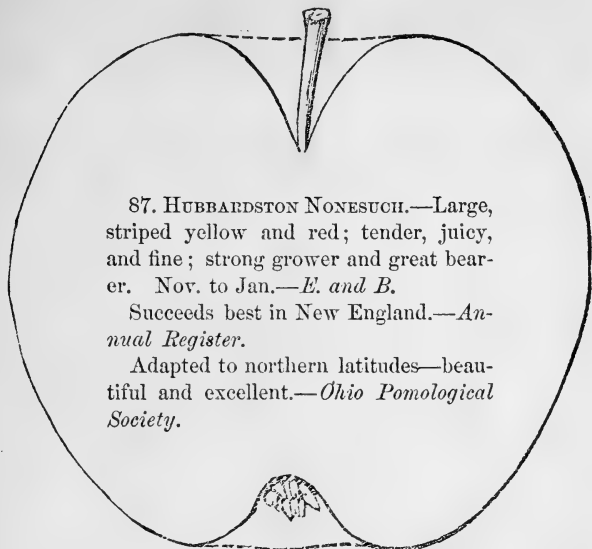 87. HUBBARDSTON NONESUCH.—Large,
striped yellow and red; tender, juicy,
and fine; strong grower and great bear-
er. Nov. to Jan.—E. and B.
Succeeds best in New England.—An-
nual Register.
Adapted to northern latitudes—beau-
tiful and excellent.—Ohio Pomological
Society.